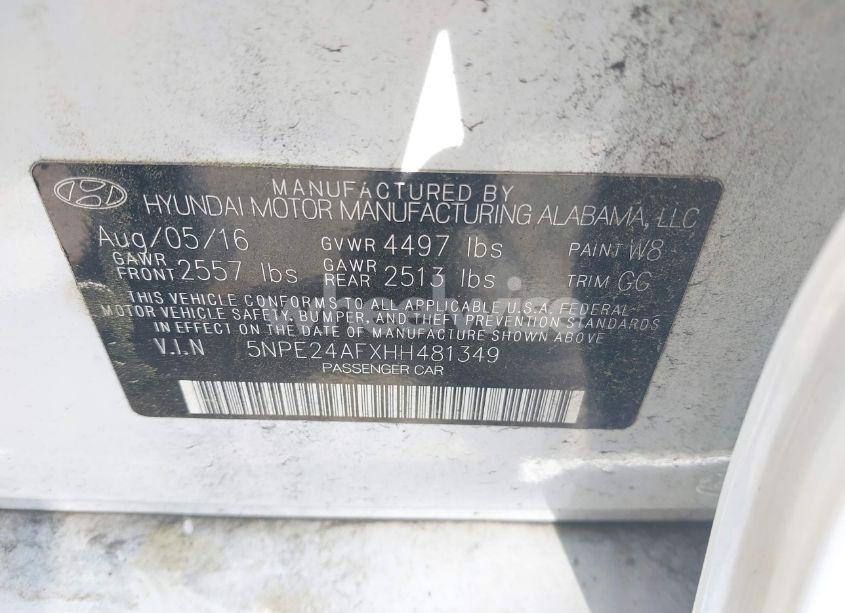 MANUFACTURED BY
HYUNDAI MOTOR MANUFACTURING ALABAMA, LLC
Aug/05/16 GVWR 4497 lbs PAINT W8
GAWR FRONT 2557 lbs GAWR REAR 2513 lbs TRIM GG
THIS VEHICLE CONFORMS TO ALL APPLICABLE U.S.A. FEDERAL
MOTOR VEHICLE SAFETY, BUMPER, AND THEFT PREVENTION STANDARDS
IN EFFECT ON THE DATE OF MANUFACTURE SHOWN ABOVE
V.I.N 5NPE24AFXHH481349
PASSENGER CAR